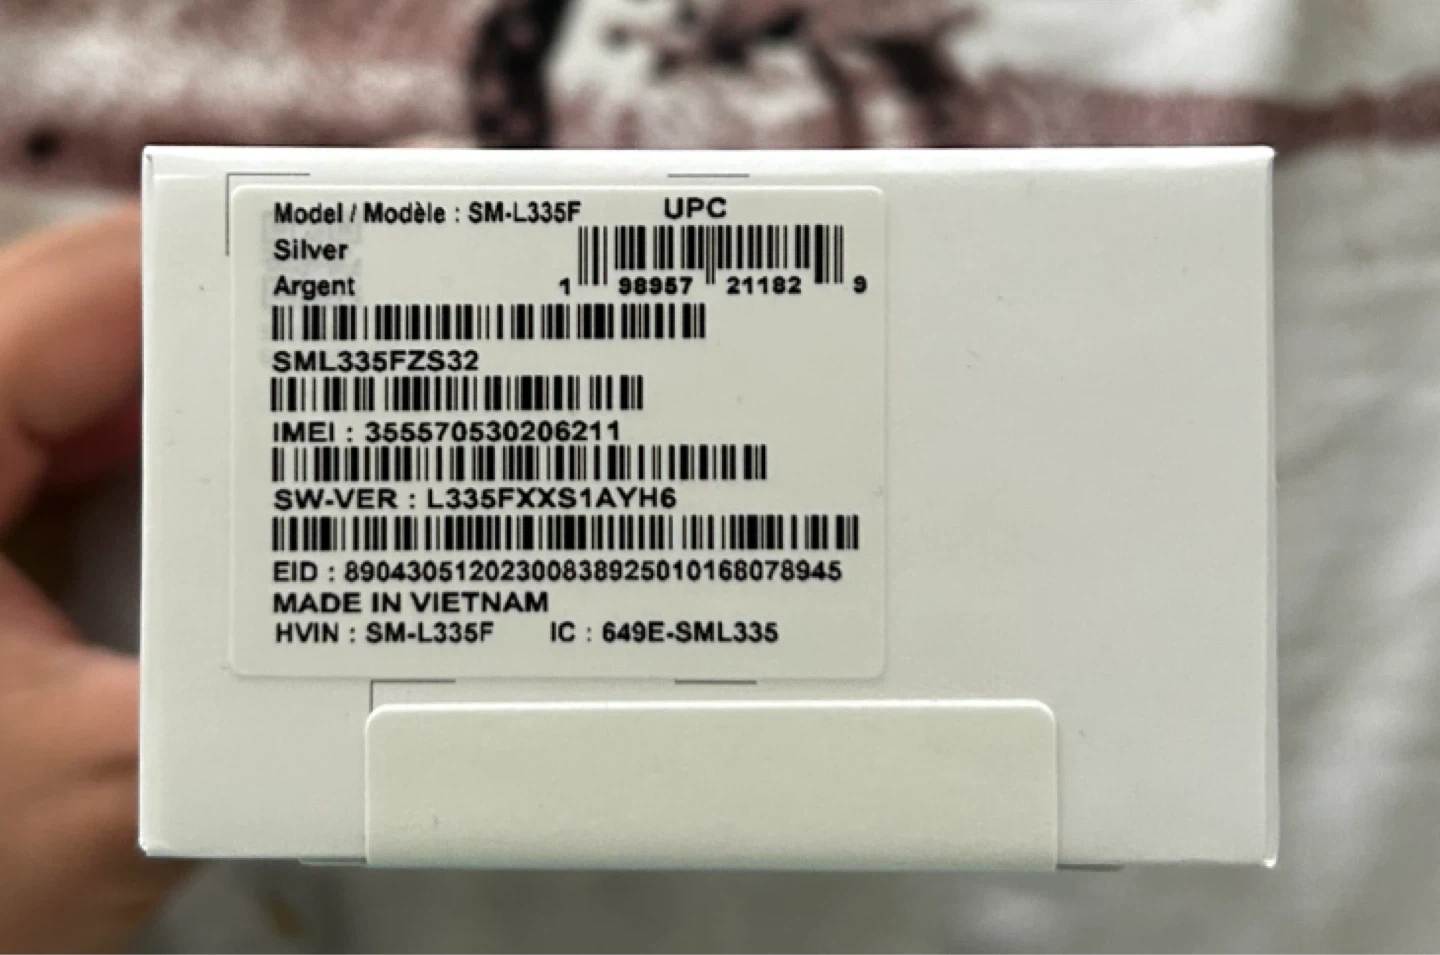 Model / Modèle : SM-L335F
UPC
Silver
Argent
1 98957 21182 9
SML335FZS32
IMEI : 355570530206211
SW-VER : L335FXXS1AYH6
EID : 89043051202300838925010168078945
MADE IN VIETNAM
HVIN : SM-L335F IC : 649E-SML335